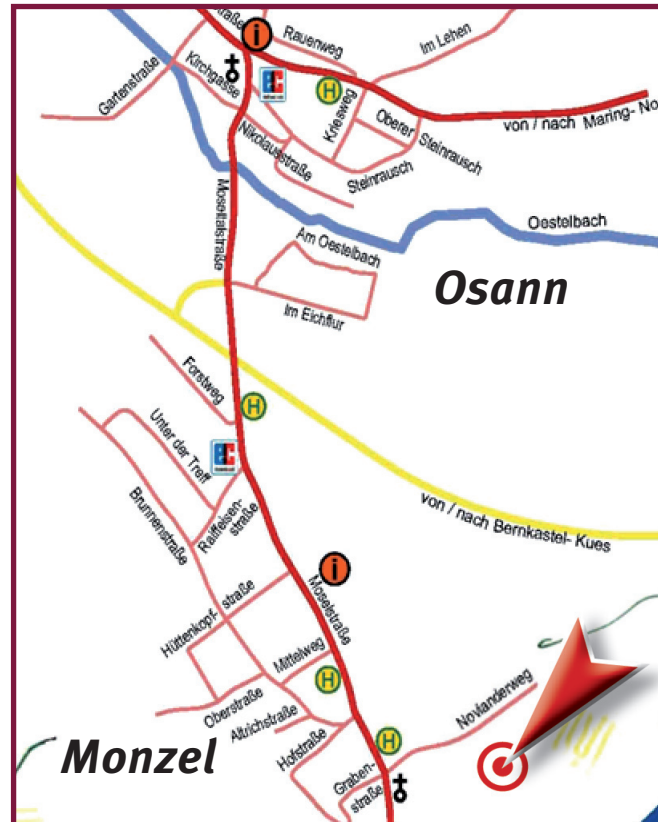 straße
i
Rauenweg
Im Lehen
Gartenstraße
Kirchgasse
H
Kriesweg
Oberer
Steinrausch
von / nach Maring- No
Nikolausstraße
Steinrausch
Moseltalstraße
Oestelbach
Am Oestelbach
Osann
Im Eichflur
Forstweg
H
Unter der Treff
Brunnenstraße
Raiffeisen-
straße
von / nach Bernkastel- Kues
i
Moselstraße
Hüttenkopf-
straße
Mittelweg
H
Novianderweg
Oberstraße
Altrichstraße
H
Monzel
Hofstraße
Graben-
straße